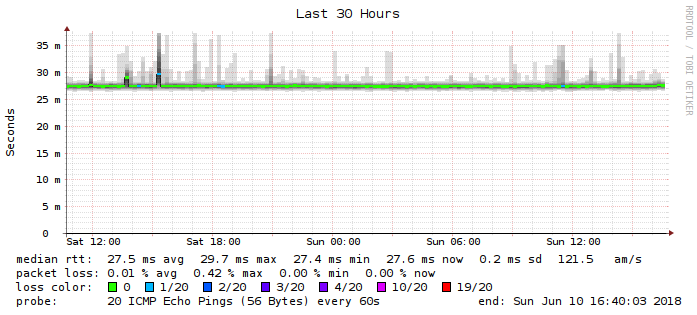 Last 30 Hours
RRDTOOL / TOBI OETIKER
Seconds
35 m
30 m
25 m
20 m
15 m
10 m
5 m
0
Sat 12:00 Sat 18:00 Sun 00:00 Sun 06:00 Sun 12:00
median rtt: 27.5 ms avg 29.7 ms max 27.4 ms min 27.6 ms now 0.2 ms sd 121.5 am/s
packet loss: 0.01 % avg 0.42 % max 0.00 % min 0.00 % now
loss color: 0 1/20 2/20 3/20 4/20 10/20 19/20
probe: 20 ICMP Echo Pings (56 Bytes) every 60s end: Sun Jun 10 16:40:03 2018